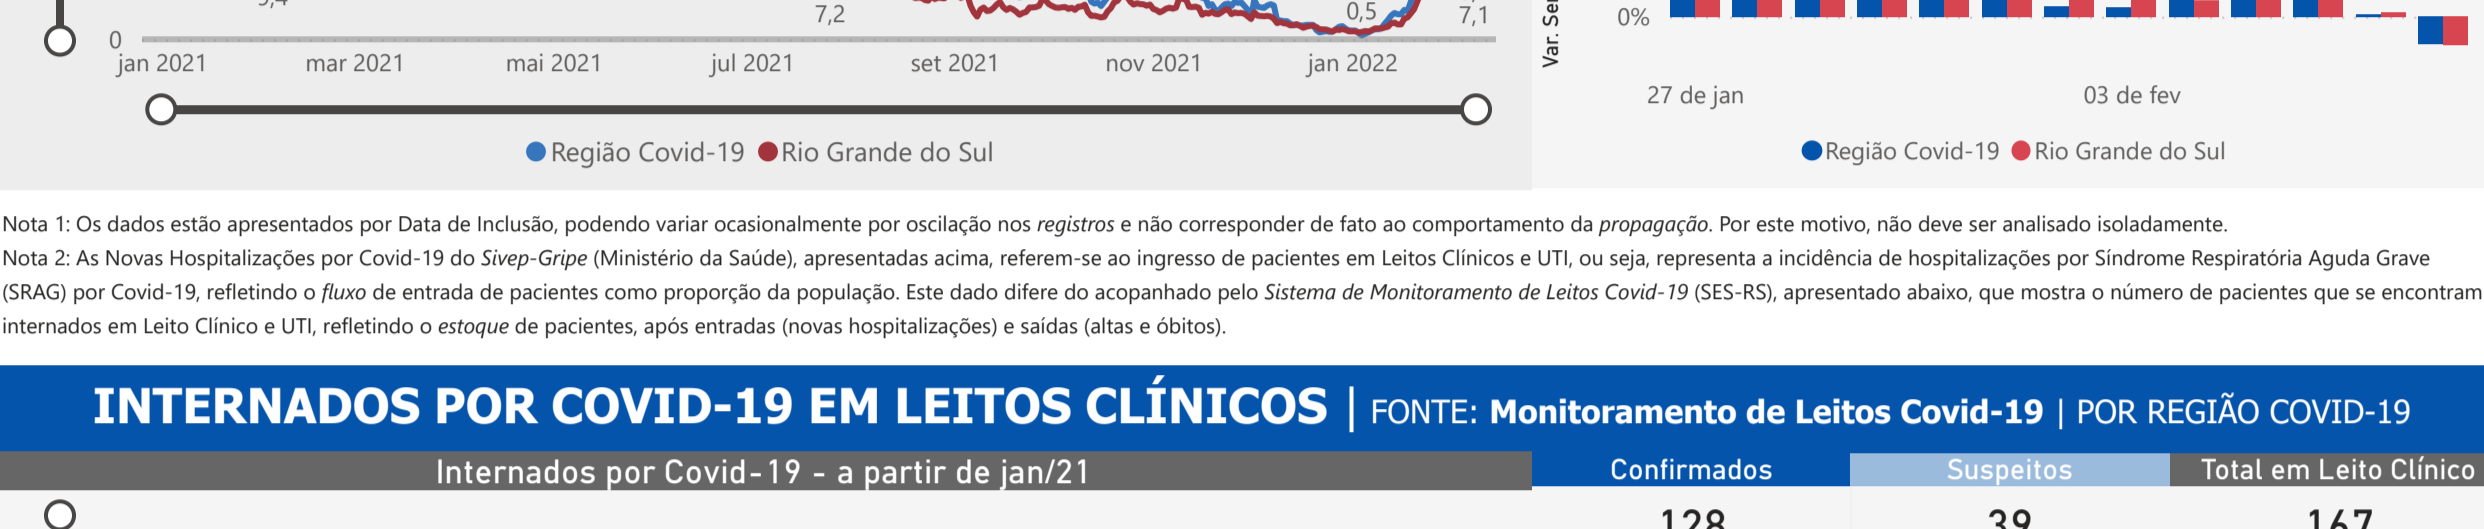 7,2
0,5
7,1
0
jan 2021 mar 2021 mai 2021 jul 2021 set 2021 nov 2021 jan 2022
Região Covid-19 Rio Grande do Sul
Var. Se
0%
27 de jan 03 de fev
Região Covid-19 Rio Grande do Sul
Nota 1: Os dados estão apresentados por Data de Inclusão, podendo variar ocasionalmente por oscilação nos registros e não corresponder de fato ao comportamento da propagação. Por este motivo, não deve ser analisado isoladamente.
Nota 2: As Novas Hospitalizações por Covid-19 do Sivep-Gripe (Ministério da Saúde), apresentadas acima, referem-se ao ingresso de pacientes em Leitos Clínicos e UTI, ou seja, representa a incidência de hospitalizações por Síndrome Respiratória Aguda Grave
(SRAG) por Covid-19, refletindo o fluxo de entrada de pacientes como proporção da população. Este dado difere do acopanhado pelo Sistema de Monitoramento de Leitos Covid-19 (SES-RS), apresentado abaixo, que mostra o número de pacientes que se encontram
internados em Leito Clínico e UTI, refletindo o estoque de pacientes, após entradas (novas hospitalizações) e saídas (altas e óbitos).
INTERNADOS POR COVID-19 EM LEITOS CLÍNICOS | FONTE: Monitoramento de Leitos Covid-19 | POR REGIÃO COVID-19
Internados por Covid-19 - a partir de jan/21
Confirmados Suspeitos Total em Leito Clínico
128 39 167